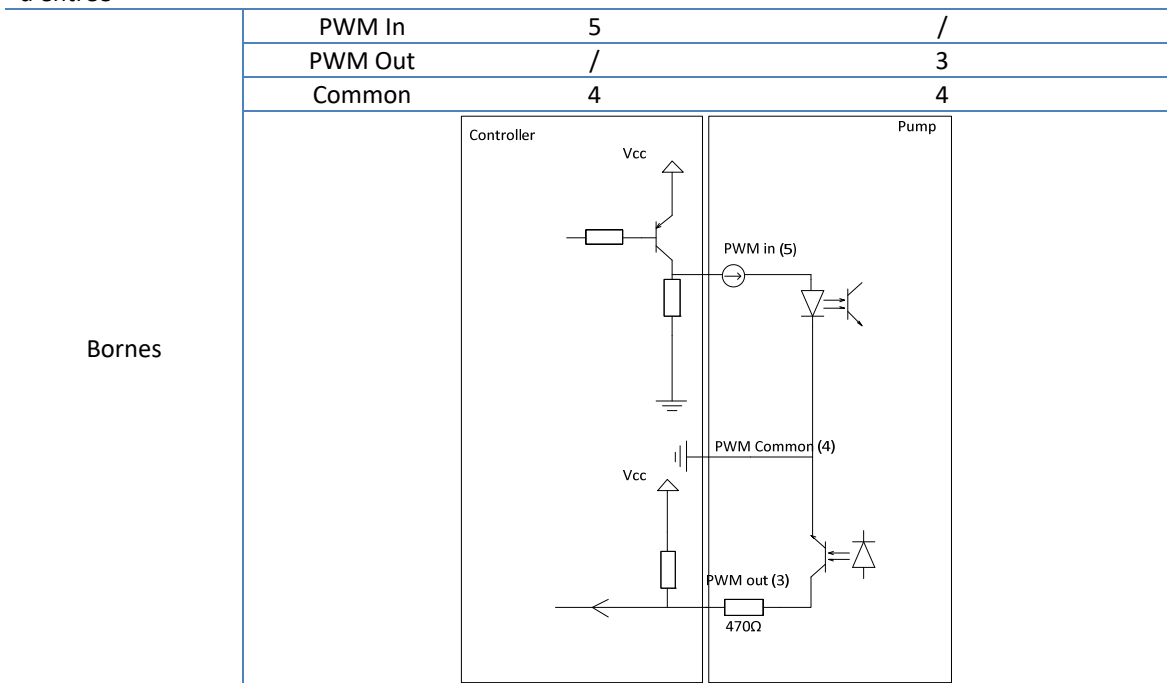 d'entrée
PWM In 5 /
PWM Out / 3
Common 4 4
Bornes
Controller
Pump
Vcc
PWM in (5)
PWM Common (4)
Vcc
PWM out (3)
470Ω